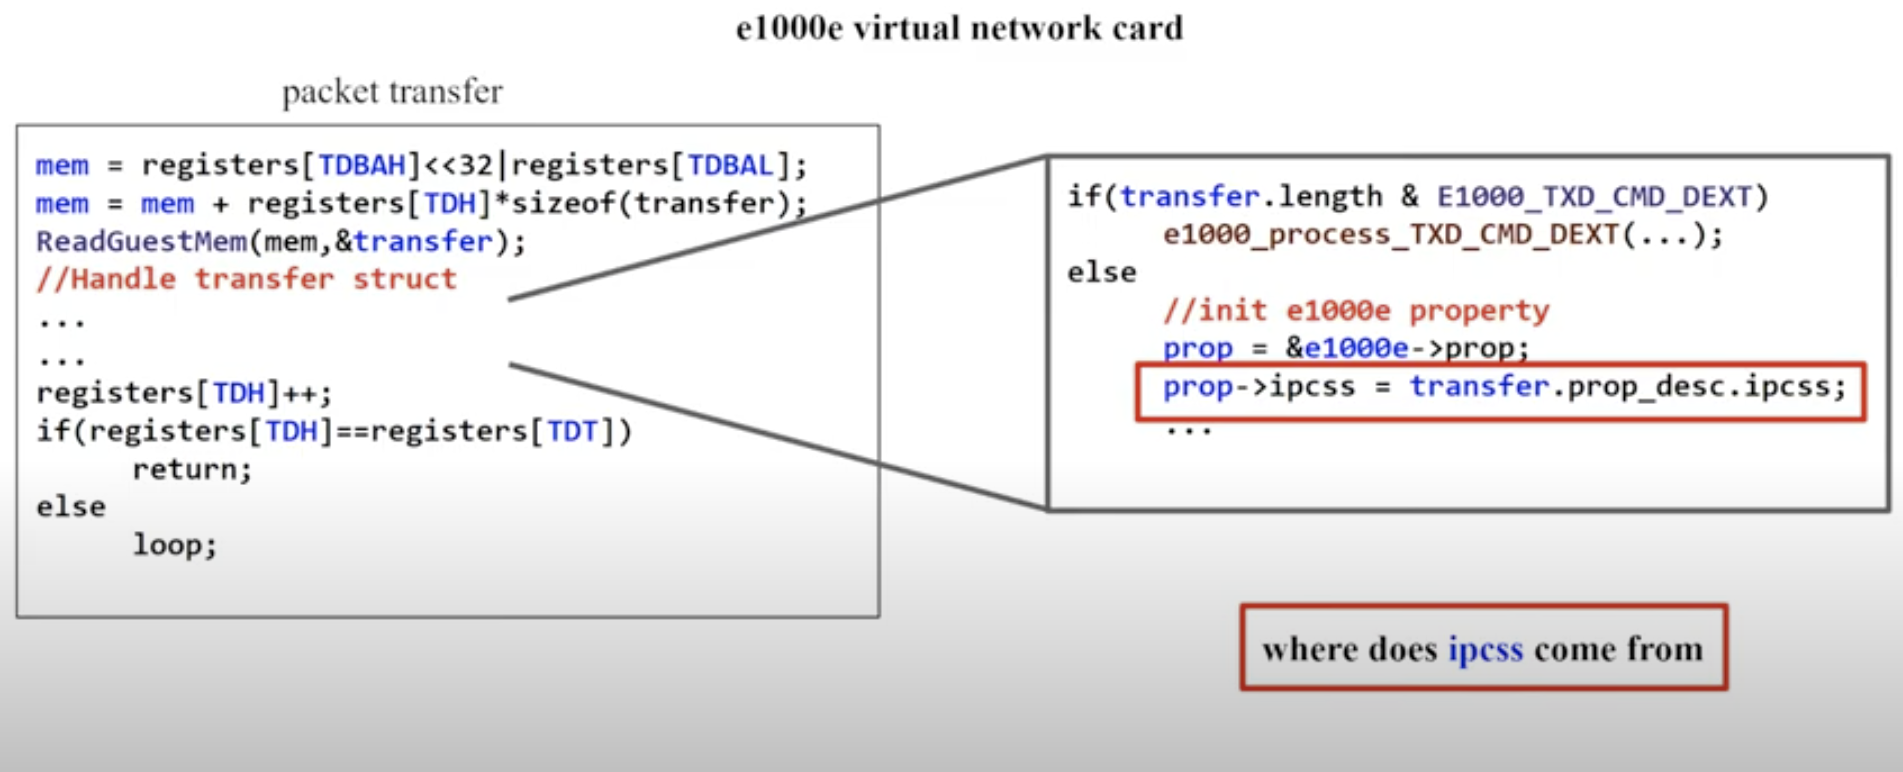 e1000e virtual network card
packet transfer
mem = registers[TDBAH]<<32|registers[TDBAL];
mem = mem + registers[TDH]*sizeof(transfer);
ReadGuestMem(mem,&transfer);
//Handle transfer struct
...
...
registers[TDH]++;
if(registers[TDH]==registers[TDT])
return;
else
loop;
if(transfer.length & E1000_TXD_CMD_DEXT)
e1000_process_TXD_CMD_DEXT(...);
else
//init e1000e property
prop = &e1000e->prop;
prop->ipcss = transfer.prop_desc.ipcss;
...
where does ipcss come from